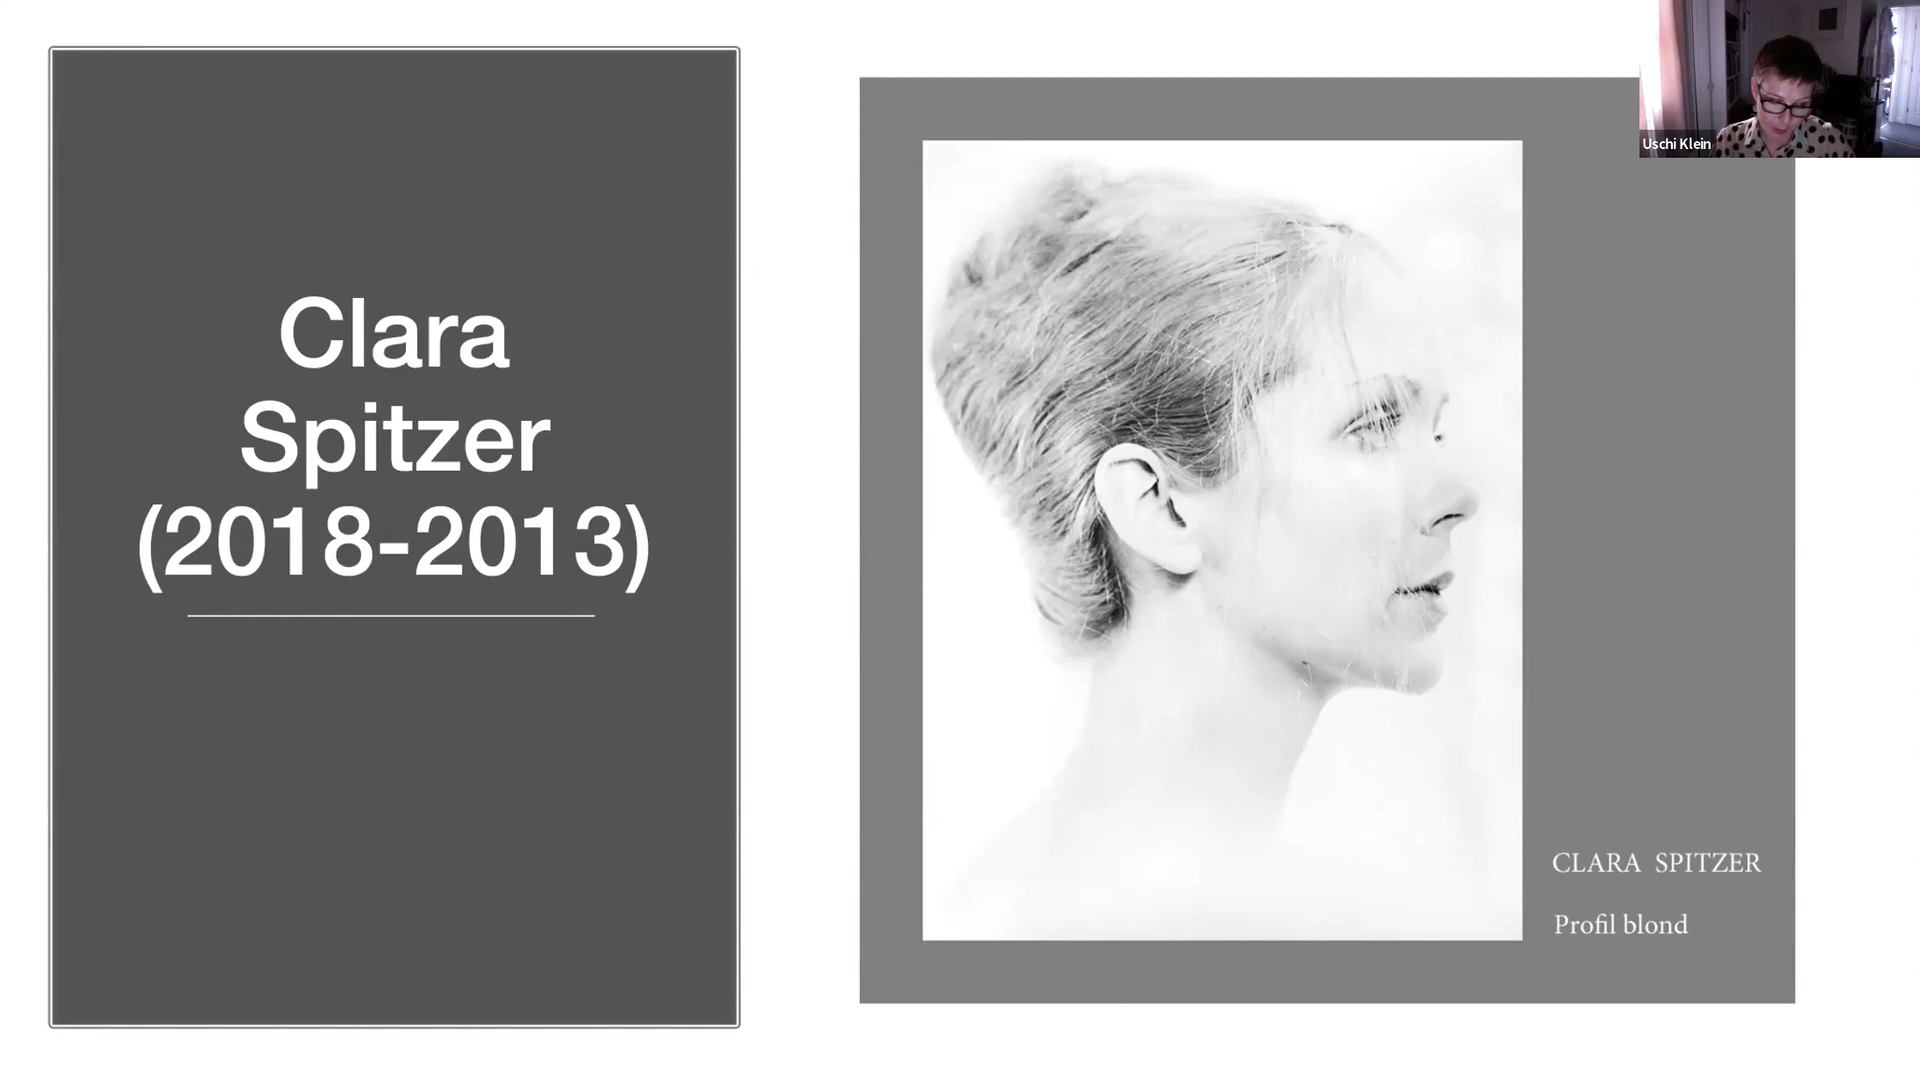 Clara
Spitzer
(2018-2013)
CLARA SPITZER
Profil blond
Uschi Klein